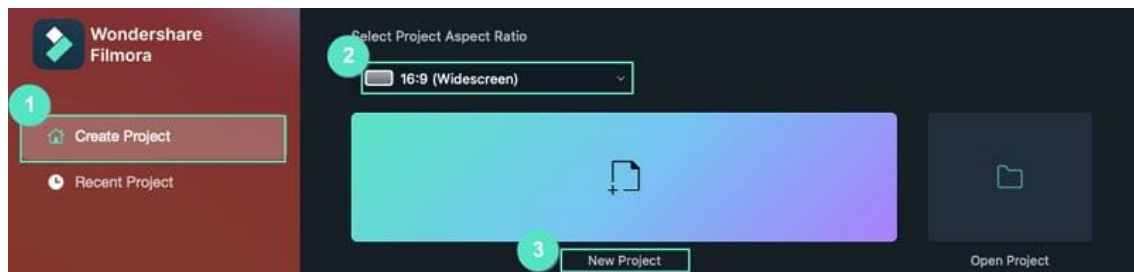 Wondershare
Filmora
1
Create Project
Recent Project
Select Project Aspect Ratio
2
16:9 (Widescreen)
3
New Project
Open Project